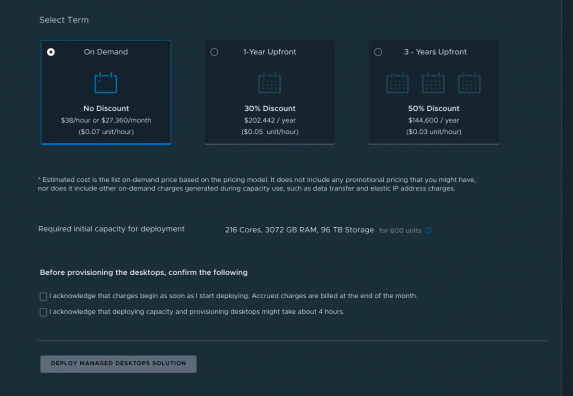 Select Term
On Demand
No Discount
$38/hour or $27,360/month
($0.07 unit/hour)
1-Year Upfront
30% Discount
$202,442 / year
($0.05 unit/hour)
3 - Years Upfront
50% Discount
$144,600 / year
($0.03 unit/hour)
* Estimated cost is the list on-demand price based on the pricing model. It does not include any promotional pricing that you might have,
nor does it include other on-demand charges generated during capacity use, such as data transfer and elastic IP address charges.
Required initial capacity for deployment
216 Cores, 3072 GB RAM, 96 TB Storage for 600 units
Before provisioning the desktops, confirm the following
I acknowledge that charges begin as soon as I start deploying. Accrued charges are billed at the end of the month.
I acknowledge that deploying capacity and provisioning desktops might take about 4 hours.
DEPLOY MANAGED DESKTOPS SOLUTION